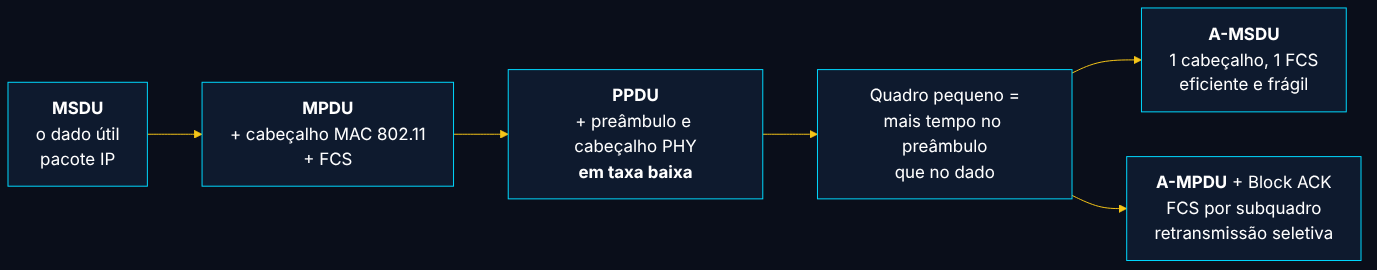 MSDU
o dado útil
pacote IP
MPDU
+ cabeçalho MAC 802.11
+ FCS
PPDU
+ preâmbulo e
cabeçalho PHY
em taxa baixa
Quadro pequeno =
mais tempo no
preâmbulo
que no dado
A-MSDU
1 cabeçalho, 1 FCS
eficiente e frágil
A-MPDU + Block ACK
FCS por subquadro
retransmissão seletiva